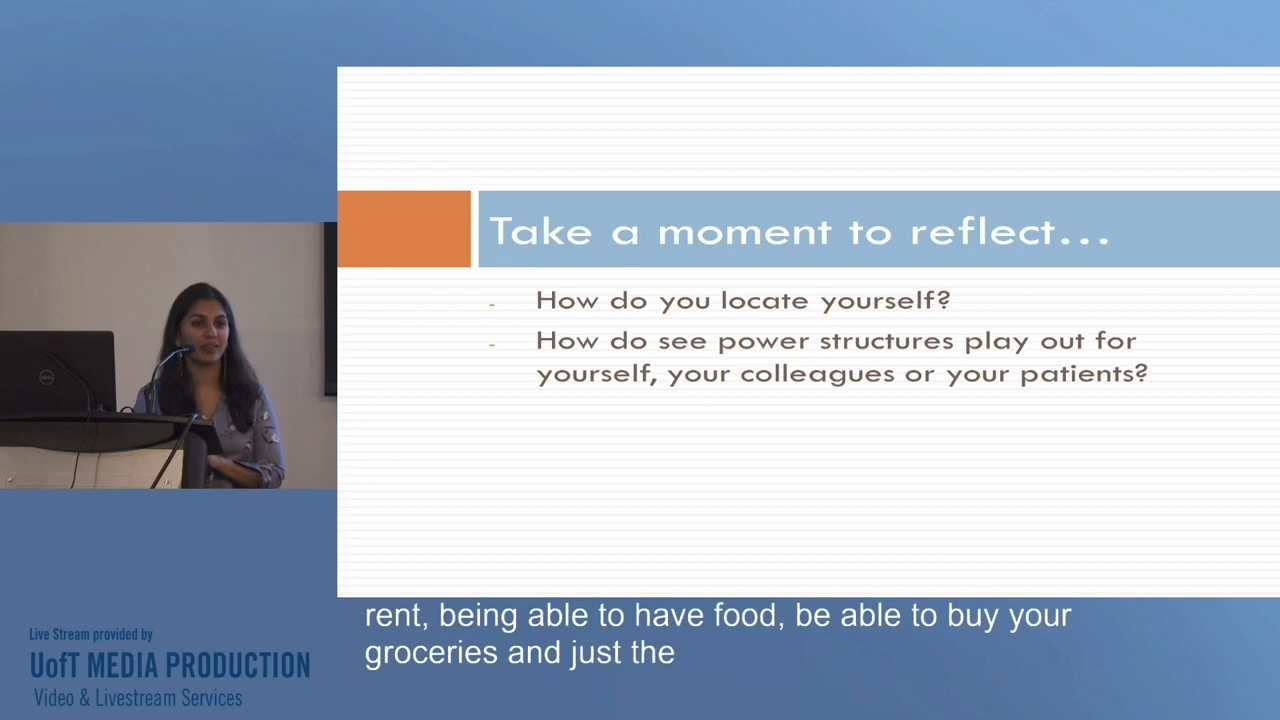 Take a moment to reflect...
- How do you locate yourself?
- How do see power structures play out for
yourself, your colleagues or your patients?
DELL
rent, being able to have food, be able to buy your
groceries and just the
Live Stream provided by
UofT MEDIA PRODUCTION
Video & Livestream Services